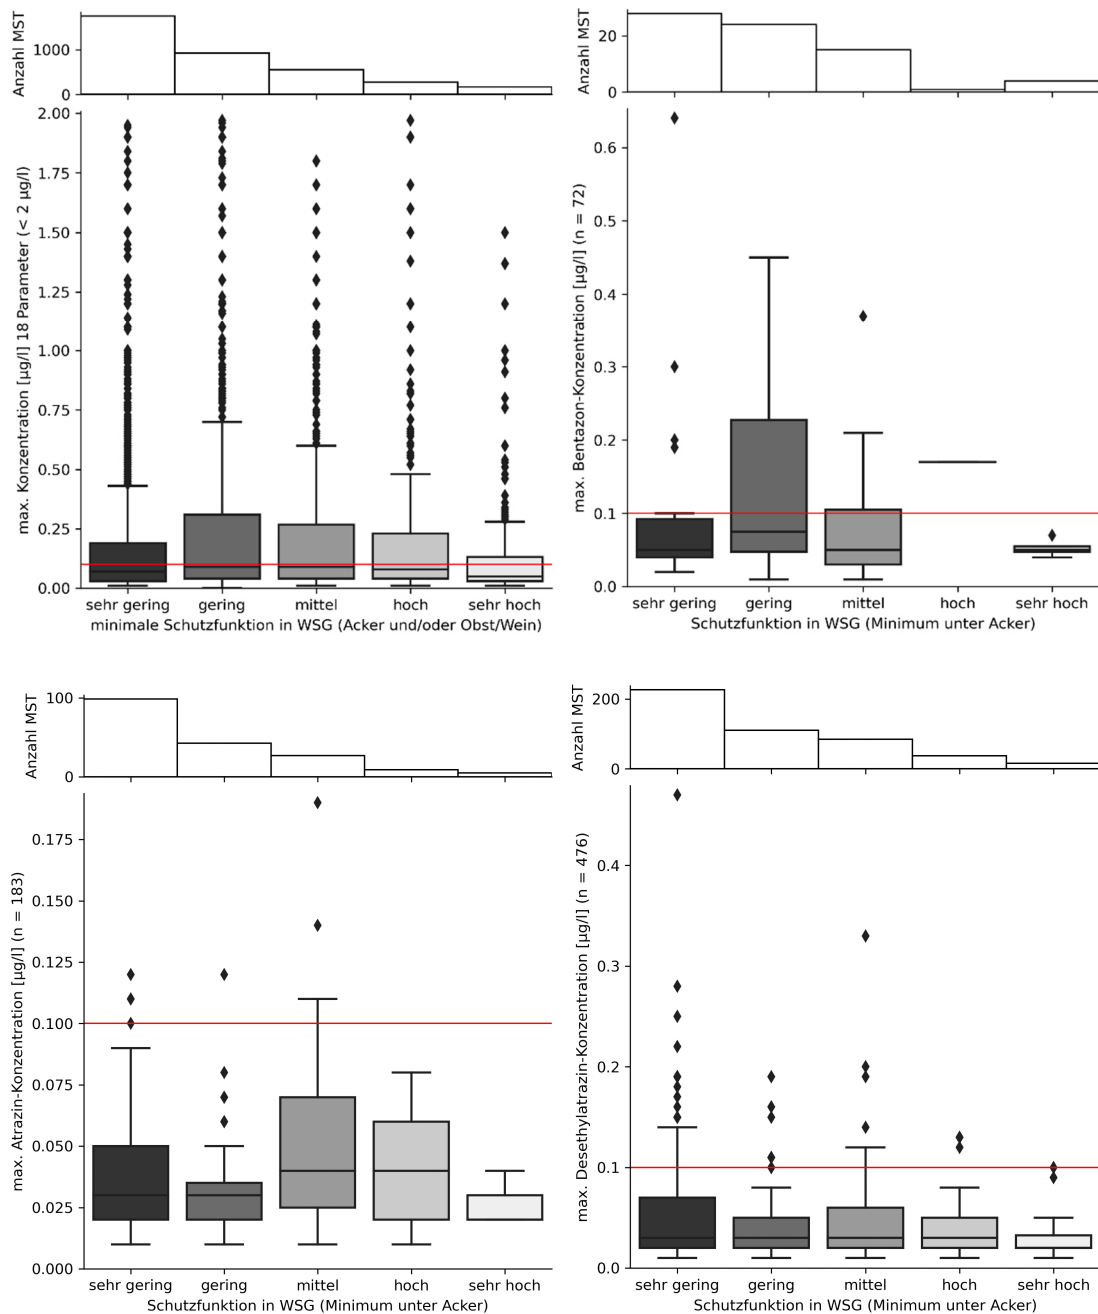 Anzahl MST
1000
0
max. Konzentration [µg/l] 18 Parameter (< 2 µg/l)
2.00
1.75
1.50
1.25
1.00
0.75
0.50
0.25
0.00
sehr gering gering mittel hoch sehr hoch
minimale Schutzfunktion in WSG (Acker und/oder Obst/Wein)
Anzahl MST
20
0
max. Bentazon-Konzentration [µg/l] (n = 72)
0.6
0.5
0.4
0.3
0.2
0.1
0.0
sehr gering gering mittel hoch sehr hoch
Schutzfunktion in WSG (Minimum unter Acker)
Anzahl MST
100
0
max. Atrazin-Konzentration [µg/l] (n = 183)
0.175
0.150
0.125
0.100
0.075
0.050
0.025
0.000
sehr gering gering mittel hoch sehr hoch
Schutzfunktion in WSG (Minimum unter Acker)
Anzahl MST
200
0
max. Desethylatrazin-Konzentration [µg/l] (n = 476)
0.4
0.3
0.2
0.1
0.0
sehr gering gering mittel hoch sehr hoch
Schutzfunktion in WSG (Minimum unter Acker)